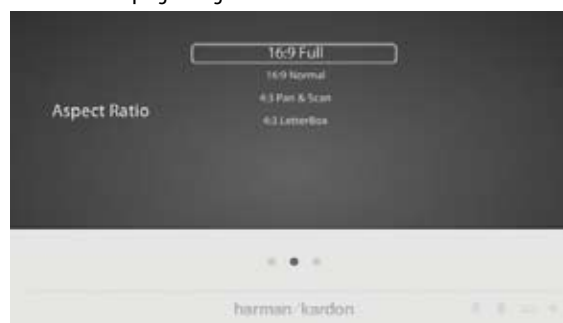 16:9 Full
16:9 Normal
4:3 Pan & Scan
Aspect Ratio
4:3 LetterBox
harman/kardon